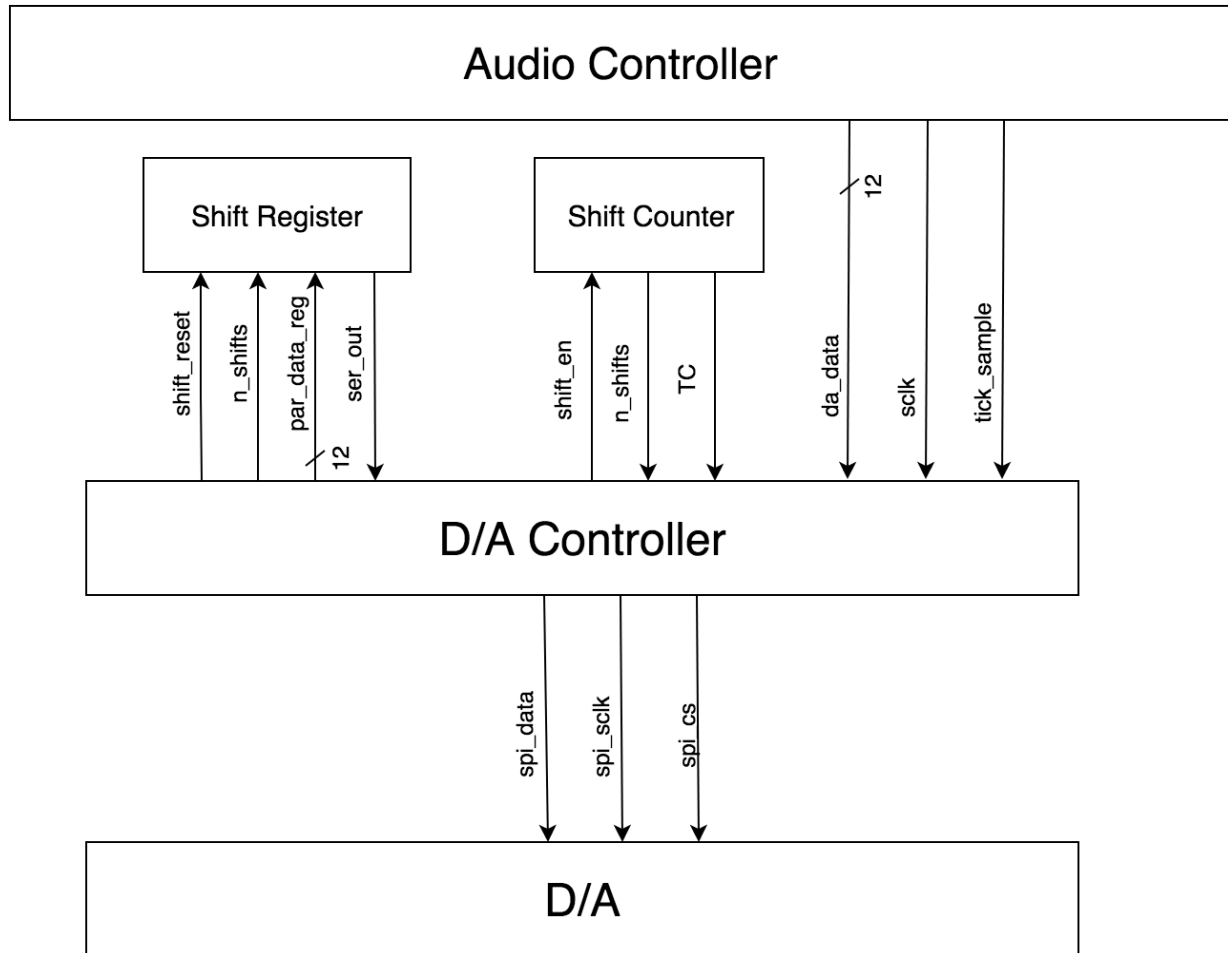 Audio Controller
Shift Register
Shift Counter
12
shift_reset
n_shifts
par_data_reg
12
ser_out
shift_en
n_shifts
TC
da_data
sclk
tick_sample
D/A Controller
spi_data
spi_sclk
spi_cs
D/A